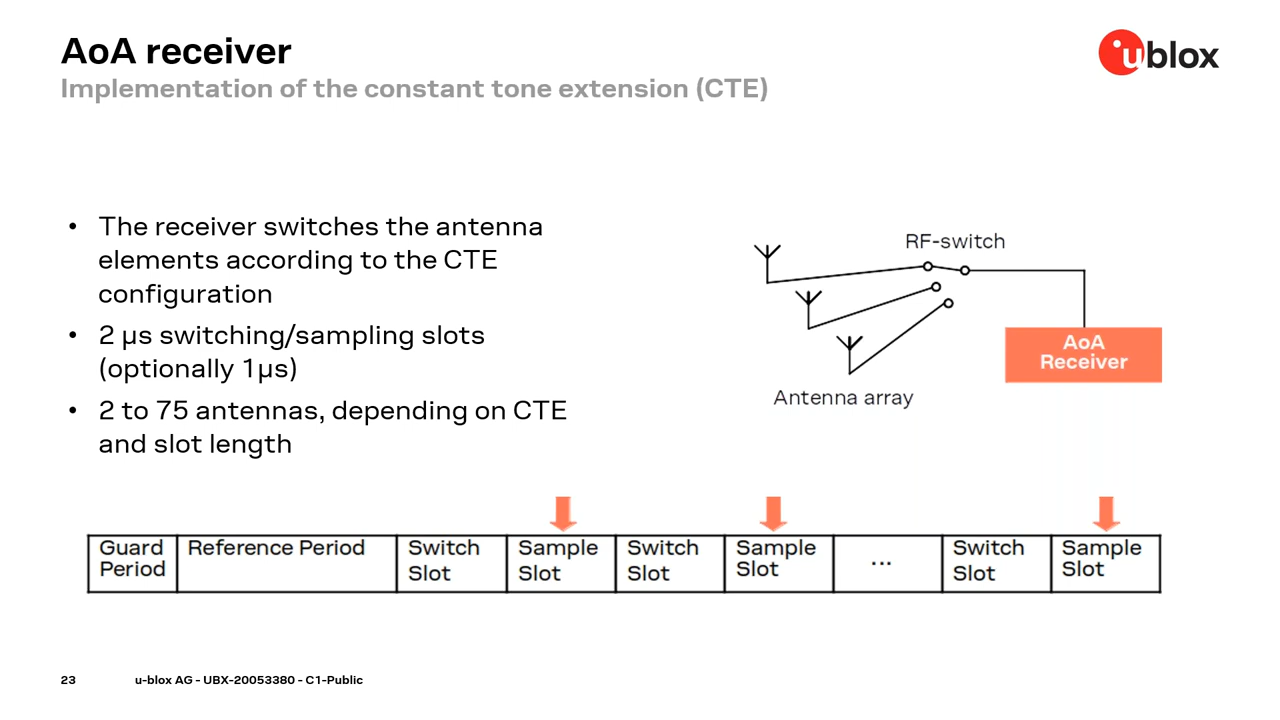 AoA receiver
Implementation of the constant tone extension (CTE)
ublox
• The receiver switches the antenna
elements according to the CTE
configuration
• 2 µs switching/sampling slots
(optionally 1µs)
• 2 to 75 antennas, depending on CTE
and slot length
RF-switch
AoA
Receiver
Antenna array
Guard
Period
Reference Period
Switch
Slot
Sample
Slot
Switch
Slot
Sample
Slot
...
Switch
Slot
Sample
Slot
23
u-blox AG - UBX-20053380 - C1-Public